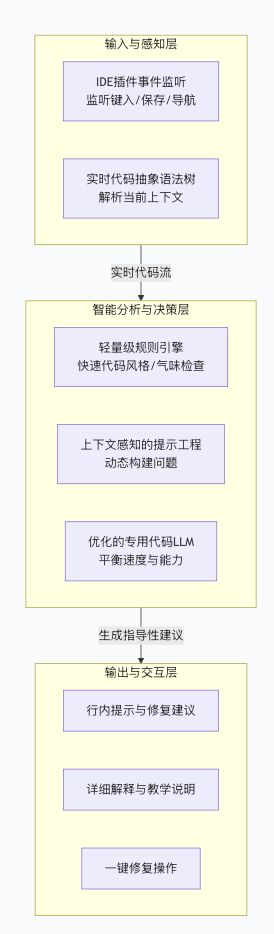 输入与感知层
IDE插件事件监听
监听键入/保存/导航
实时代码抽象语法树
解析当前上下文
实时代码流
智能分析与决策层
轻量级规则引擎
快速代码风格/气味检查
上下文感知的提示工程
动态构建问题
优化的专用代码LLM
平衡速度与能力
生成指导性建议
输出与交互层
行内提示与修复建议
详细解释与教学说明
一键修复操作